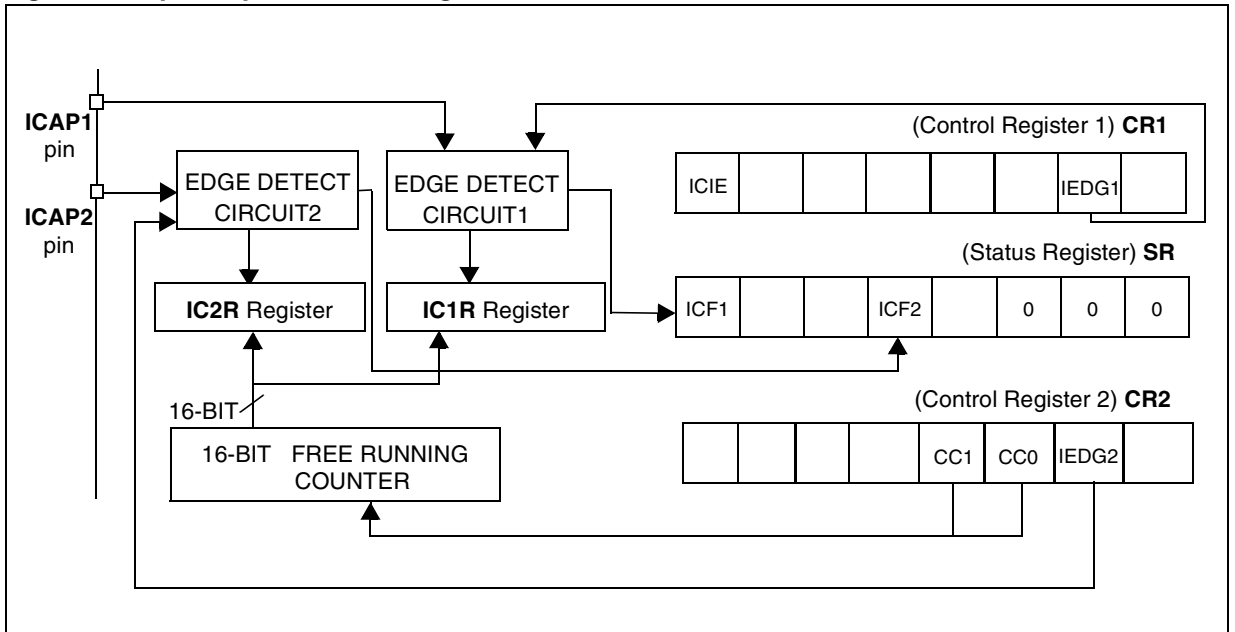 ICAP1
pin
ICAP2
pin
EDGE DETECT
CIRCUIT2
EDGE DETECT
CIRCUIT1
IC2R Register
IC1R Register
16-BIT
16-BIT FREE RUNNING
COUNTER
(Control Register 1) CR1
ICIE IEDG1
(Status Register) SR
ICF1 ICF2 0 0 0
(Control Register 2) CR2
CC1 CC0 IEDG2